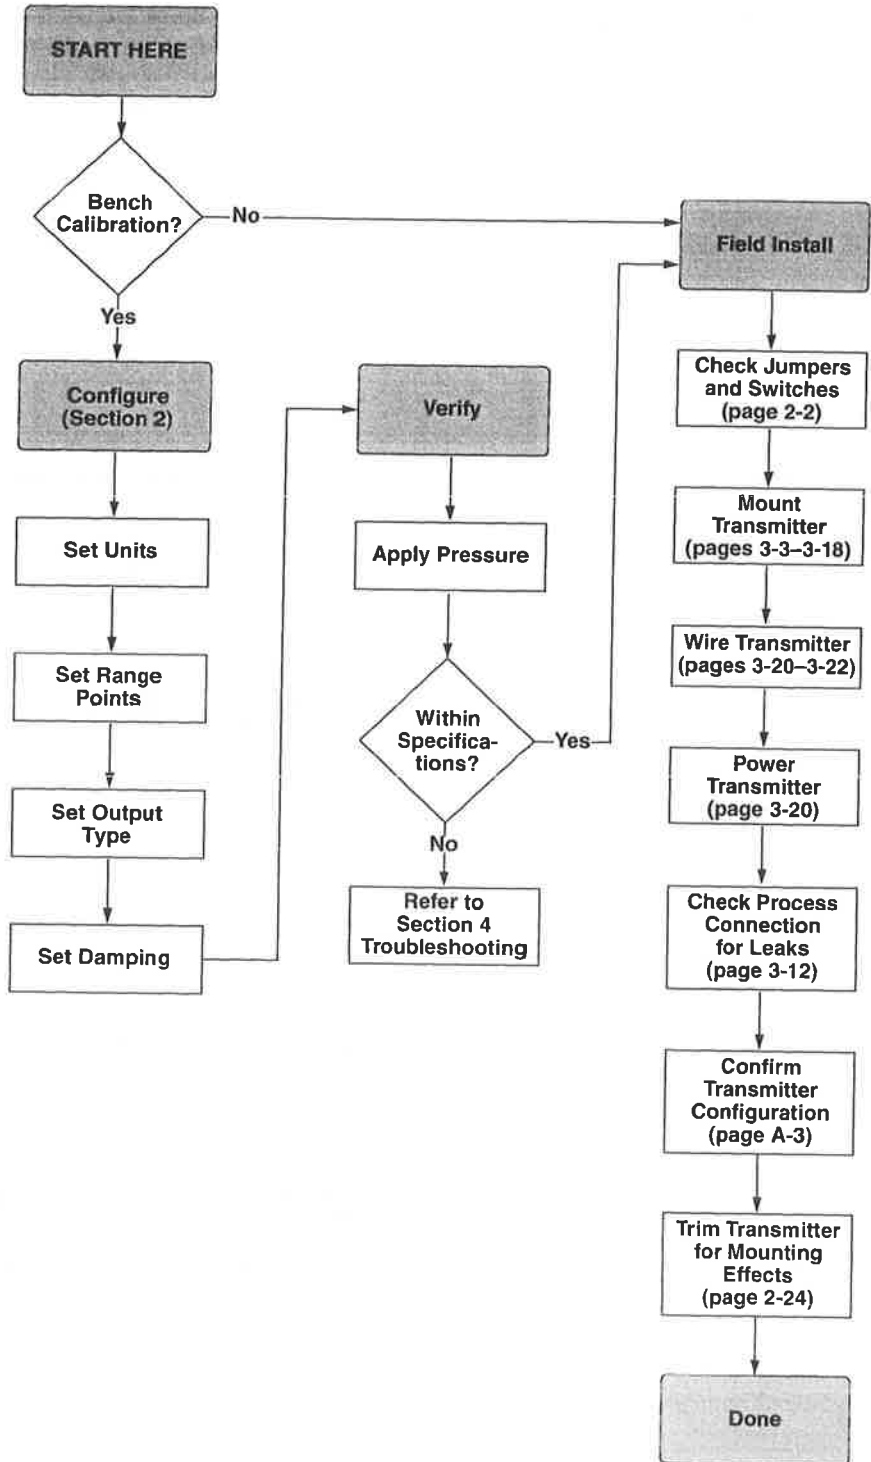 START HERE
Bench
Calibration?
No
Yes
Configure
(Section 2)
Set Units
Set Range
Points
Set Output
Type
Set Damping
Verify
Apply Pressure
Within
Specifica-
tions?
Yes
No
Refer to
Section 4
Troubleshooting
Field Install
Check Jumpers
and Switches
(page 2-2)
Mount
Transmitter
(pages 3-3–3-18)
Wire Transmitter
(pages 3-20–3-22)
Power
Transmitter
(page 3-20)
Check Process
Connection
for Leaks
(page 3-12)
Confirm
Transmitter
Configuration
(page A-3)
Trim Transmitter
for Mounting
Effects
(page 2-24)
Done